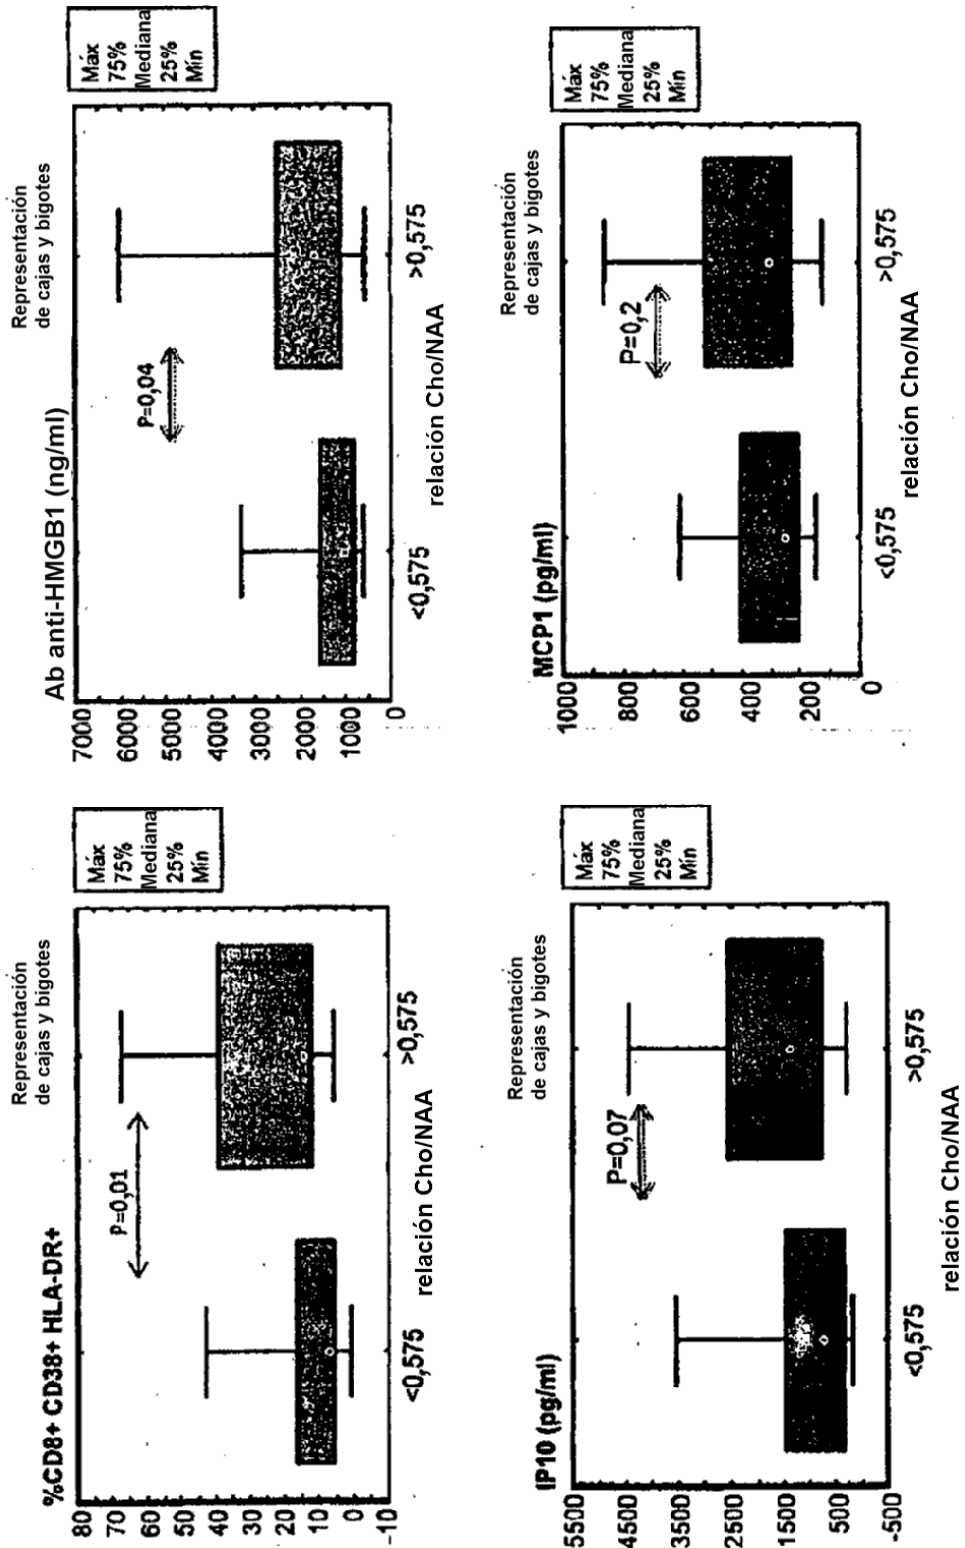 %CD8+ CD38+ HLA-DR+
Representación
de cajas y bigotes
Máx
75%
Mediana
25%
Mín
80
70
60
50
40
30
20
10
0
-10
P=0,01
<0,575
>0,575
relación Cho/NAA
Ab anti-HMGB1 (ng/ml)
Representación
de cajas y bigotes
Máx
75%
Mediana
25%
Mín
7000
6000
5000
4000
3000
2000
1000
0
P=0,04
<0,575
>0,575
relación Cho/NAA
IP10 (pg/ml)
Representación
de cajas y bigotes
Máx
75%
Mediana
25%
Mín
5500
4500
3500
2500
1500
500
-500
P=0,07
<0,575
>0,575
relación Cho/NAA
MCP1 (pg/ml)
Representación
de cajas y bigotes
Máx
75%
Mediana
25%
Mín
1000
800
600
400
200
0
P=0,2
<0,575
>0,575
relación Cho/NAA